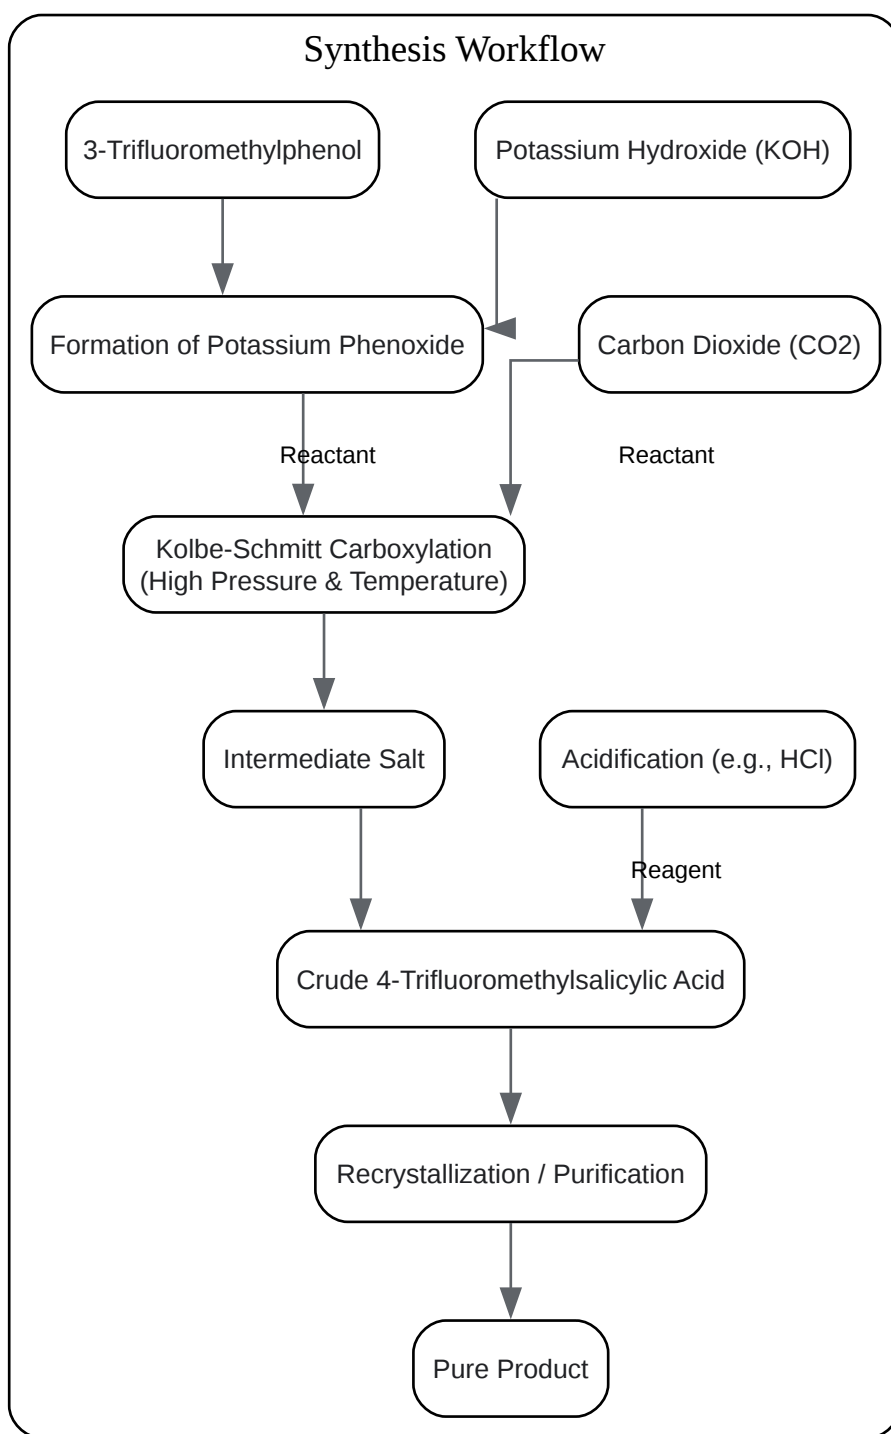 Synthesis Workflow
3-Trifluoromethylphenol
Potassium Hydroxide (KOH)
Formation of Potassium Phenoxide
Carbon Dioxide (CO2)
Reactant
Reactant
Kolbe-Schmitt Carboxylation
(High Pressure & Temperature)
Intermediate Salt
Acidification (e.g., HCl)
Reagent
Crude 4-Trifluoromethylsalicylic Acid
Recrystallization / Purification
Pure Product